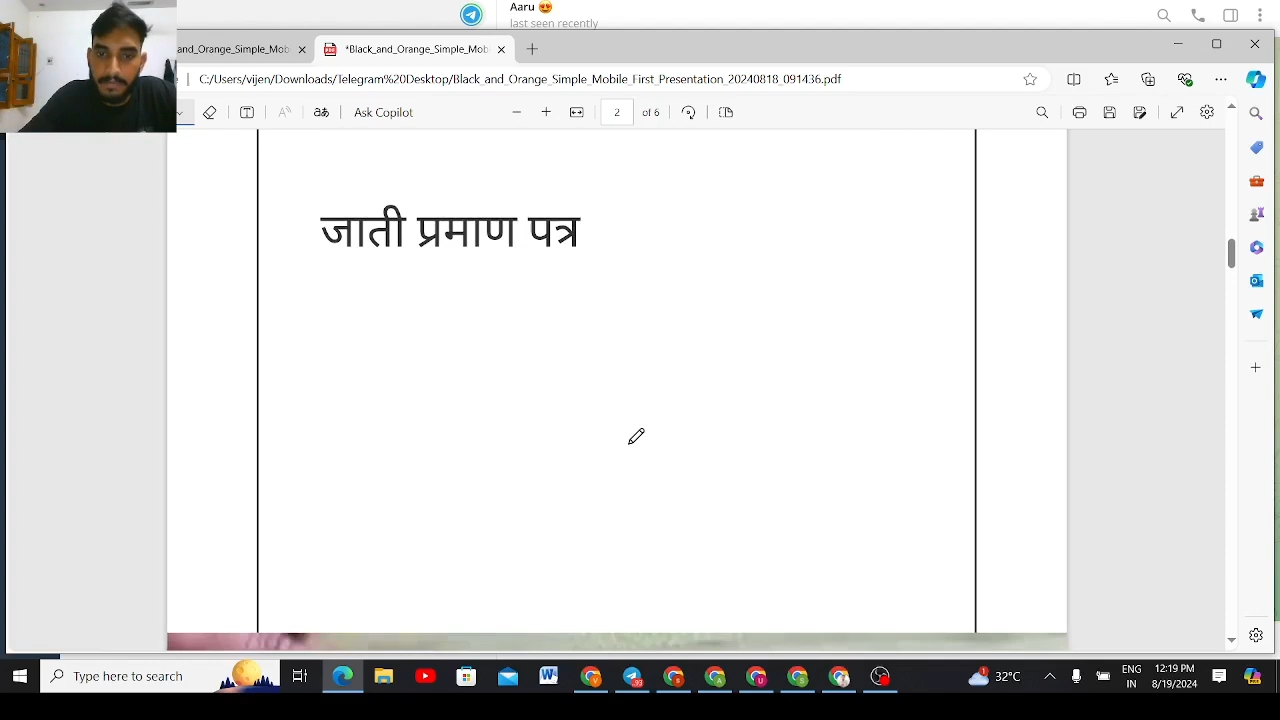 Aaru 😍
last seen recently
and_Orange_Simple_Mob
*Black_and_Orange_Simple_Mob
C:/Users/vijen/Downloads/Telegram%20Desktop/Black_and_Orange_Simple_Mobile_First_Presentation_20240818_091436.pdf
Ask Copilot
2 of 6
जाती प्रमाण पत्र
Type here to search
32°C
ENG
IN
12:19 PM
8/19/2024